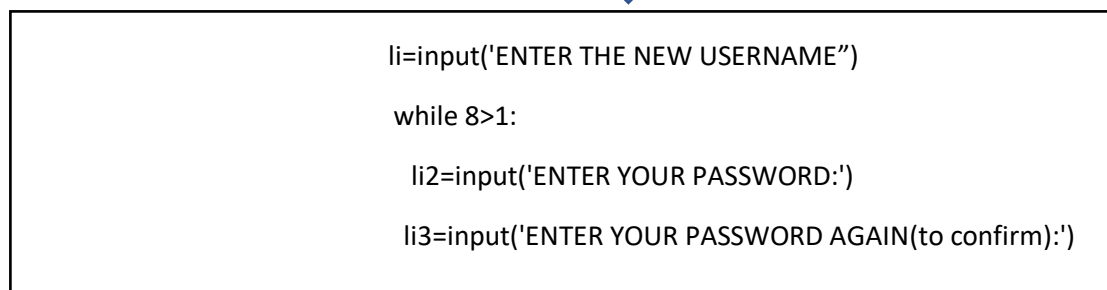 li=input('ENTER THE NEW USERNAME”)
while 8>1:
li2=input('ENTER YOUR PASSWORD:')
li3=input('ENTER YOUR PASSWORD AGAIN(to confirm):')